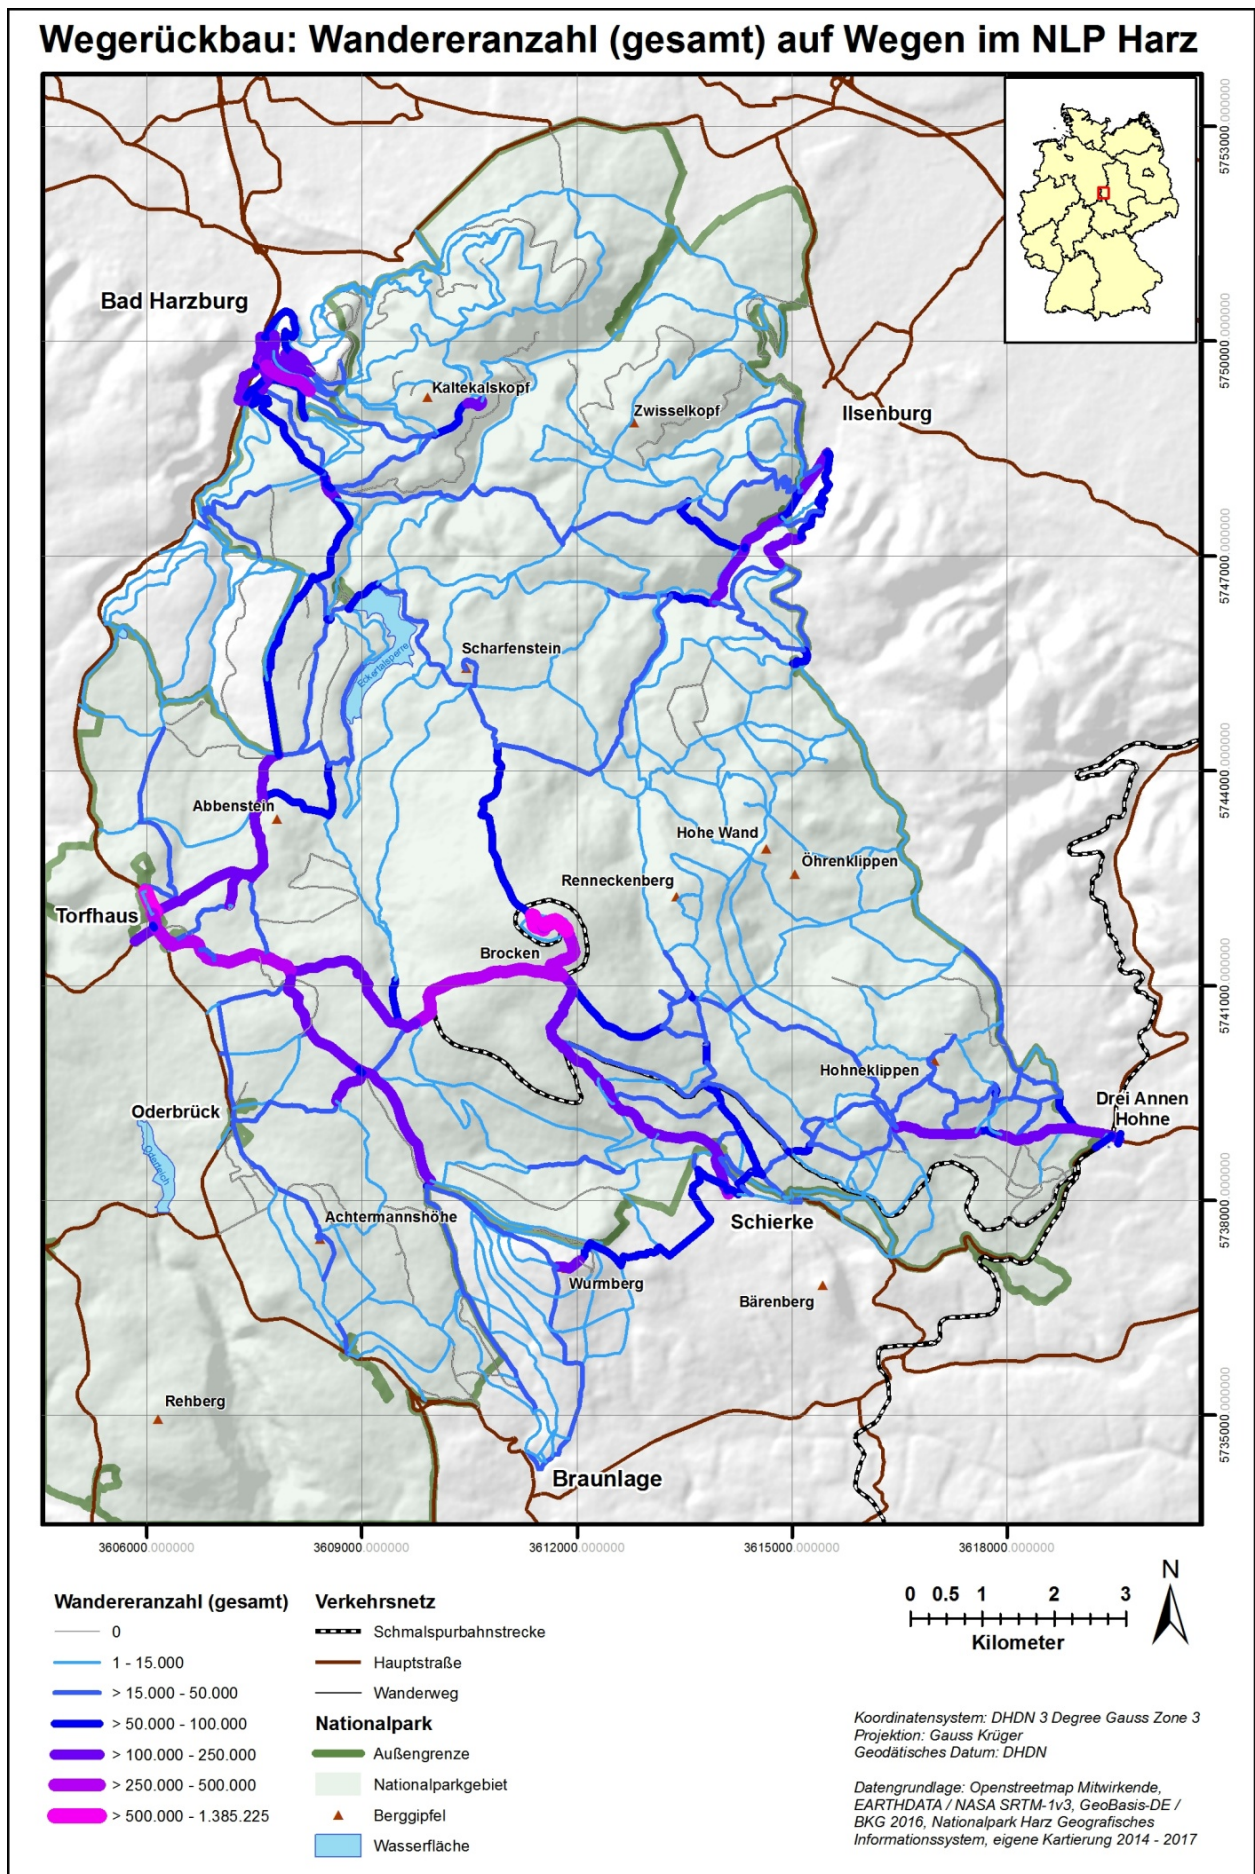 Wegerückbau: Wandereranzahl (gesamt) auf Wegen im NLP Harz
5753000.000000
Bad Harzburg
5750000.000000
Kaltekalskopf
Zwisselkopf
Ilsenburg
5747000.000000
Scharfenstein
Eckertalsperre
5744000.000000
Abbenstein
Hohe Wand
Öhrenklippen
Renneckenberg
Torfhaus
Brocken
5741000.000000
Hohneklippen
Drei Annen
Hohne
Oderbrück
Oderteich
5738000.000000
Achtermannshöhe
Schierke
Wurmberg
Bärenberg
Rehberg
5735000.000000
Braunlage
3606000.000000
3609000.000000
3612000.000000
3615000.000000
3618000.000000
Wandereranzahl (gesamt)
0
1 - 15.000
> 15.000 - 50.000
> 50.000 - 100.000
> 100.000 - 250.000
> 250.000 - 500.000
> 500.000 - 1.385.225
Verkehrsnetz
Schmalspurbahnstrecke
Hauptstraße
Wanderweg
Nationalpark
Außengrenze
Nationalparkgebiet
Berggipfel
Wasserfläche
N
0 0.5 1 2 3
Kilometer
Koordinatensystem: DHDN 3 Degree Gauss Zone 3
Projektion: Gauss Krüger
Geodätisches Datum: DHDN
Datengrundlage: Openstreetmap Mitwirkende,
EARTHDATA / NASA SRTM-1v3, GeoBasis-DE /
BKG 2016, Nationalpark Harz Geografisches
Informationssystem, eigene Kartierung 2014 - 2017